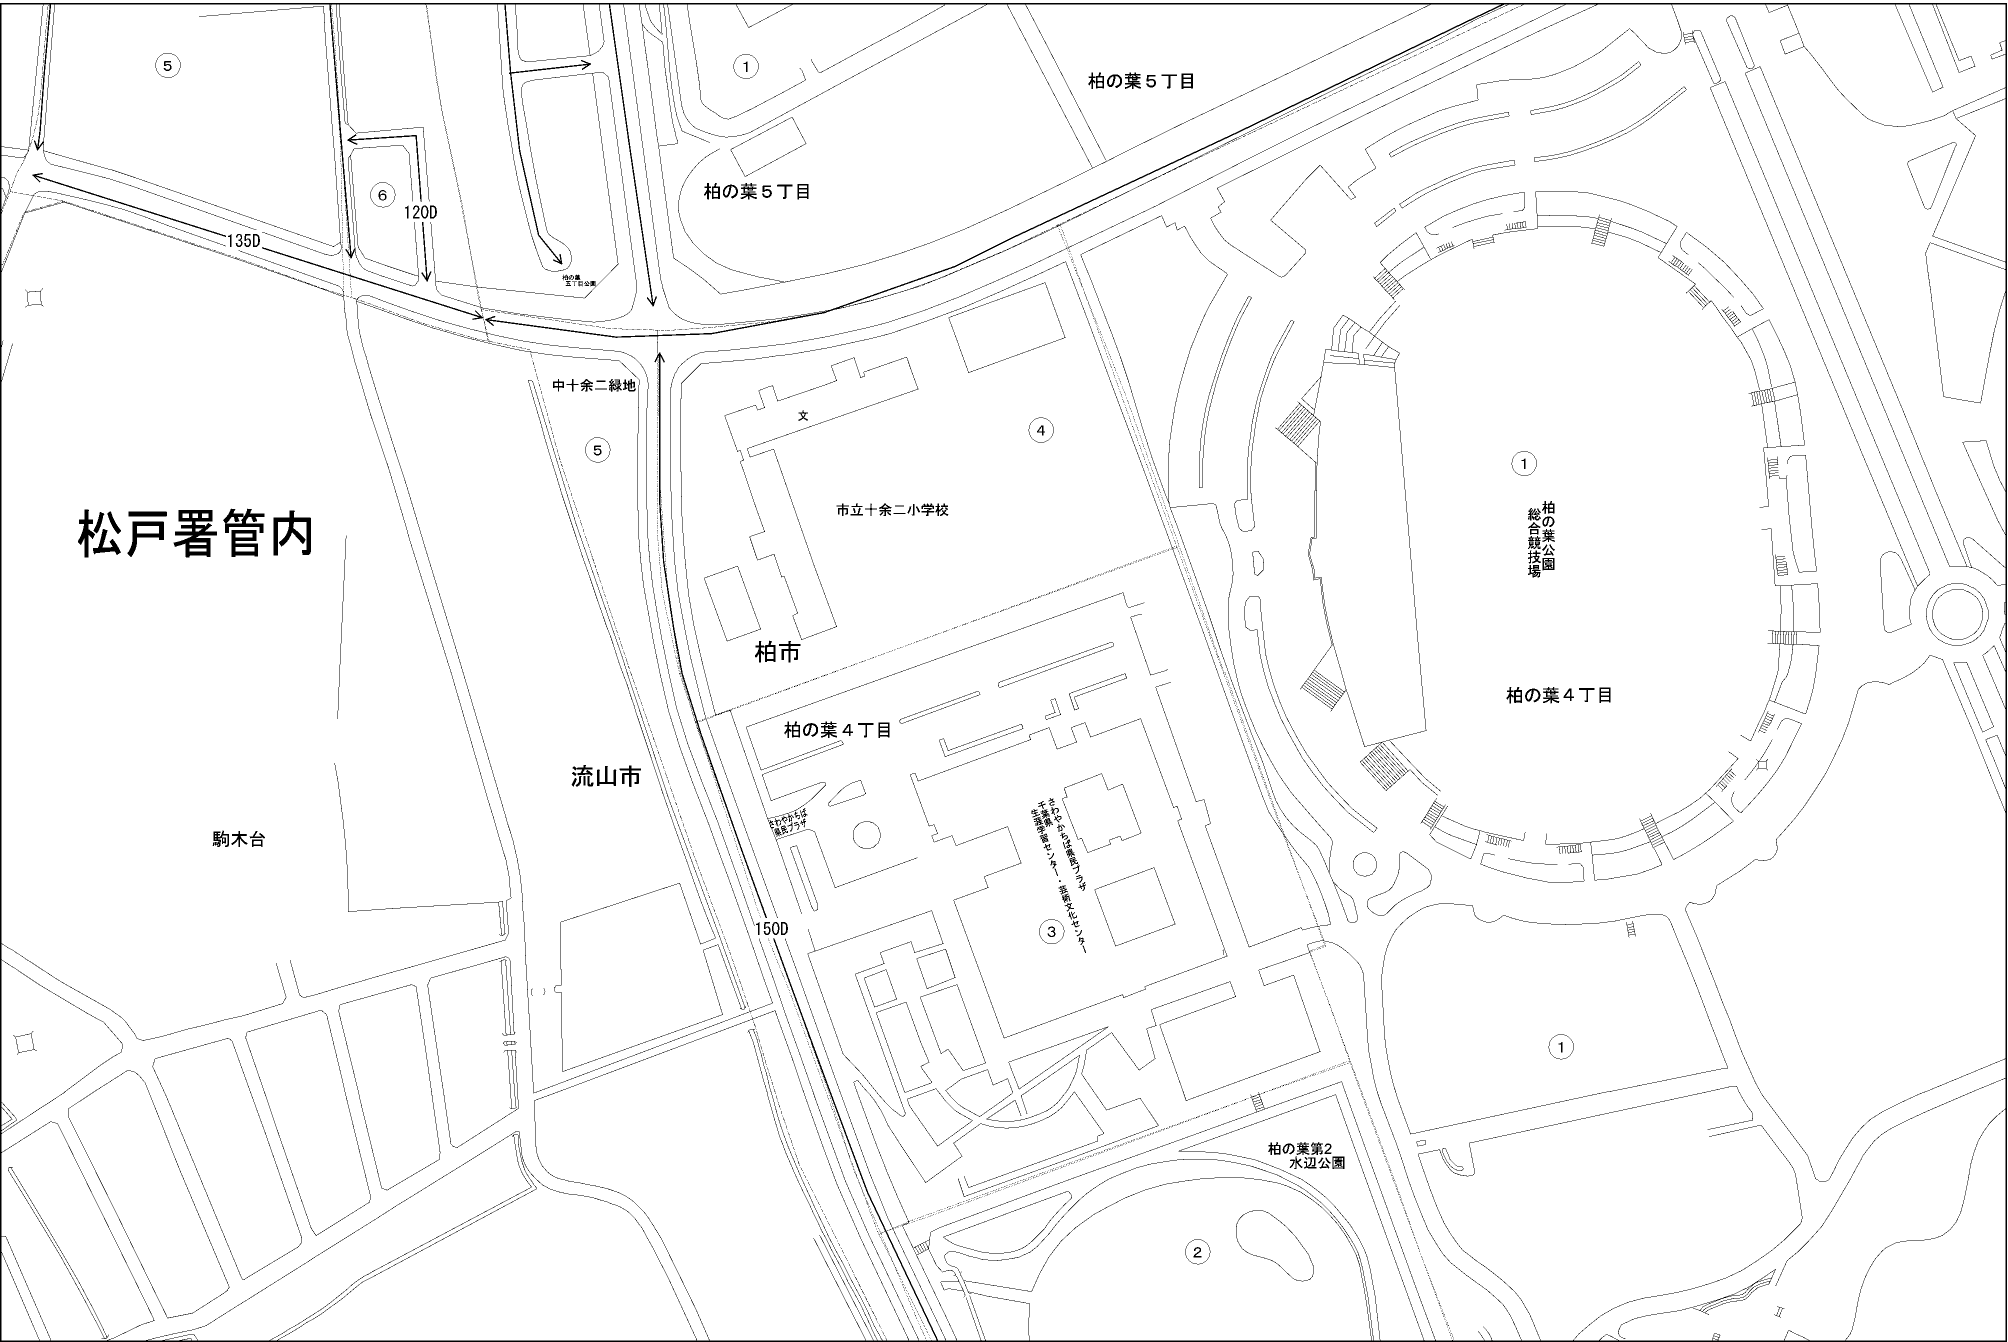 ⑤
①
柏の葉５丁目
柏の葉５丁目
⑥
120D
135D
柏の葉
五丁目公園
中十余二緑地
文
④
⑤
①
市立十余二小学校
柏の葉公園
総合競技場
松戸署管内
柏市
柏の葉４丁目
柏の葉４丁目
流山市
さわやかちば
県民プラザ
さわやかちば県民プラザ
千葉県
生涯学習センター・芸術文化センター
駒木台
150D
③
①
柏の葉第2
水辺公園
②